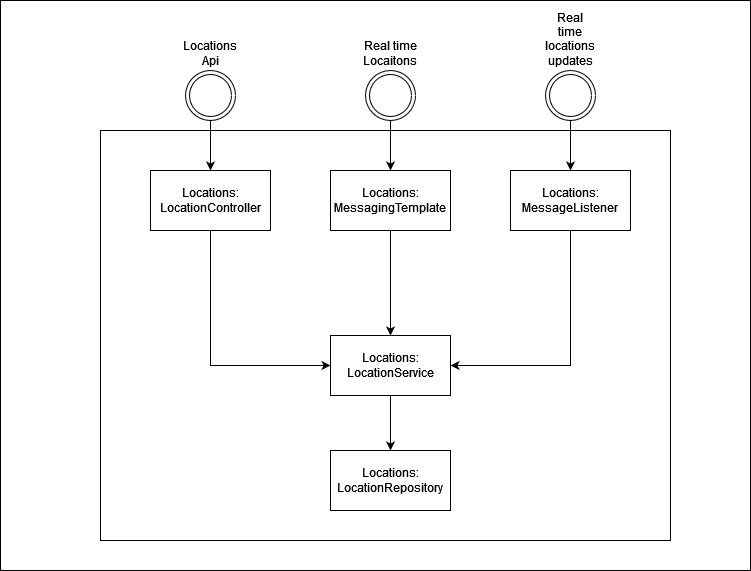 Locations
Api
Real time
Locaitons
Real
time
locations
updates
Locations:
LocationController
Locations:
MessagingTemplate
Locations:
MessageListener
Locations:
LocationService
Locations:
LocationRepository